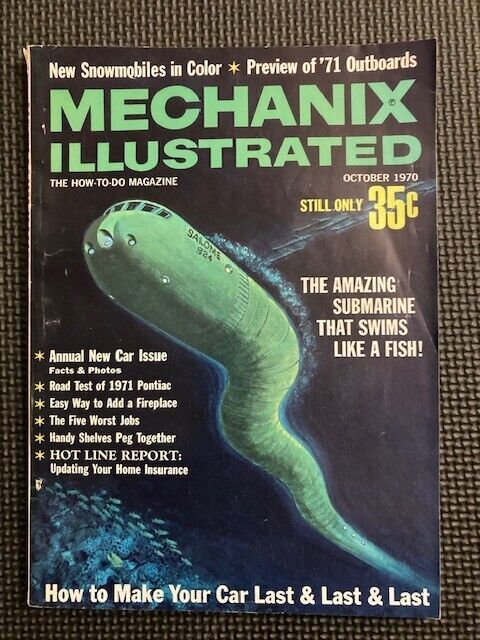 New Snowmobiles in Color ✶ Preview of '71 Outboards
MECHANIX
ILLUSTRATED
THE HOW-TO-DO MAGAZINE
OCTOBER 1970
STILL ONLY 35¢
SALOME
924
THE AMAZING
SUBMARINE
THAT SWIMS
LIKE A FISH!
✶ Annual New Car Issue
Facts & Photos
✶ Road Test of 1971 Pontiac
✶ Easy Way to Add a Fireplace
✶ The Five Worst Jobs
✶ Handy Shelves Peg Together
✶ HOT LINE REPORT:
Updating Your Home Insurance
How to Make Your Car Last & Last & Last